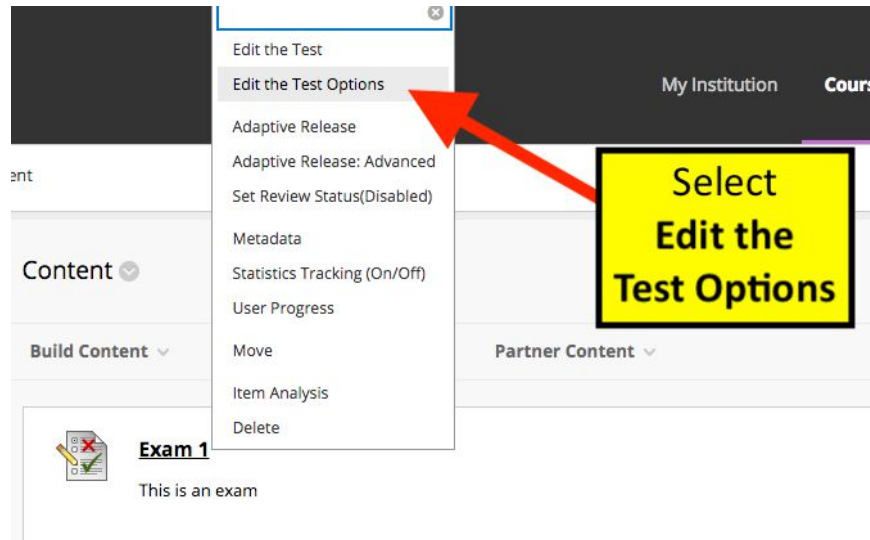 Edit the Test
Edit the Test Options
My Institution
Cours
Adaptive Release
Adaptive Release: Advanced
ent
Set Review Status(Disabled)
Select
Edit the
Test Options
Metadata
Content
Statistics Tracking (On/Off)
User Progress
Build Content
Move
Partner Content
Item Analysis
Delete
Exam 1
This is an exam